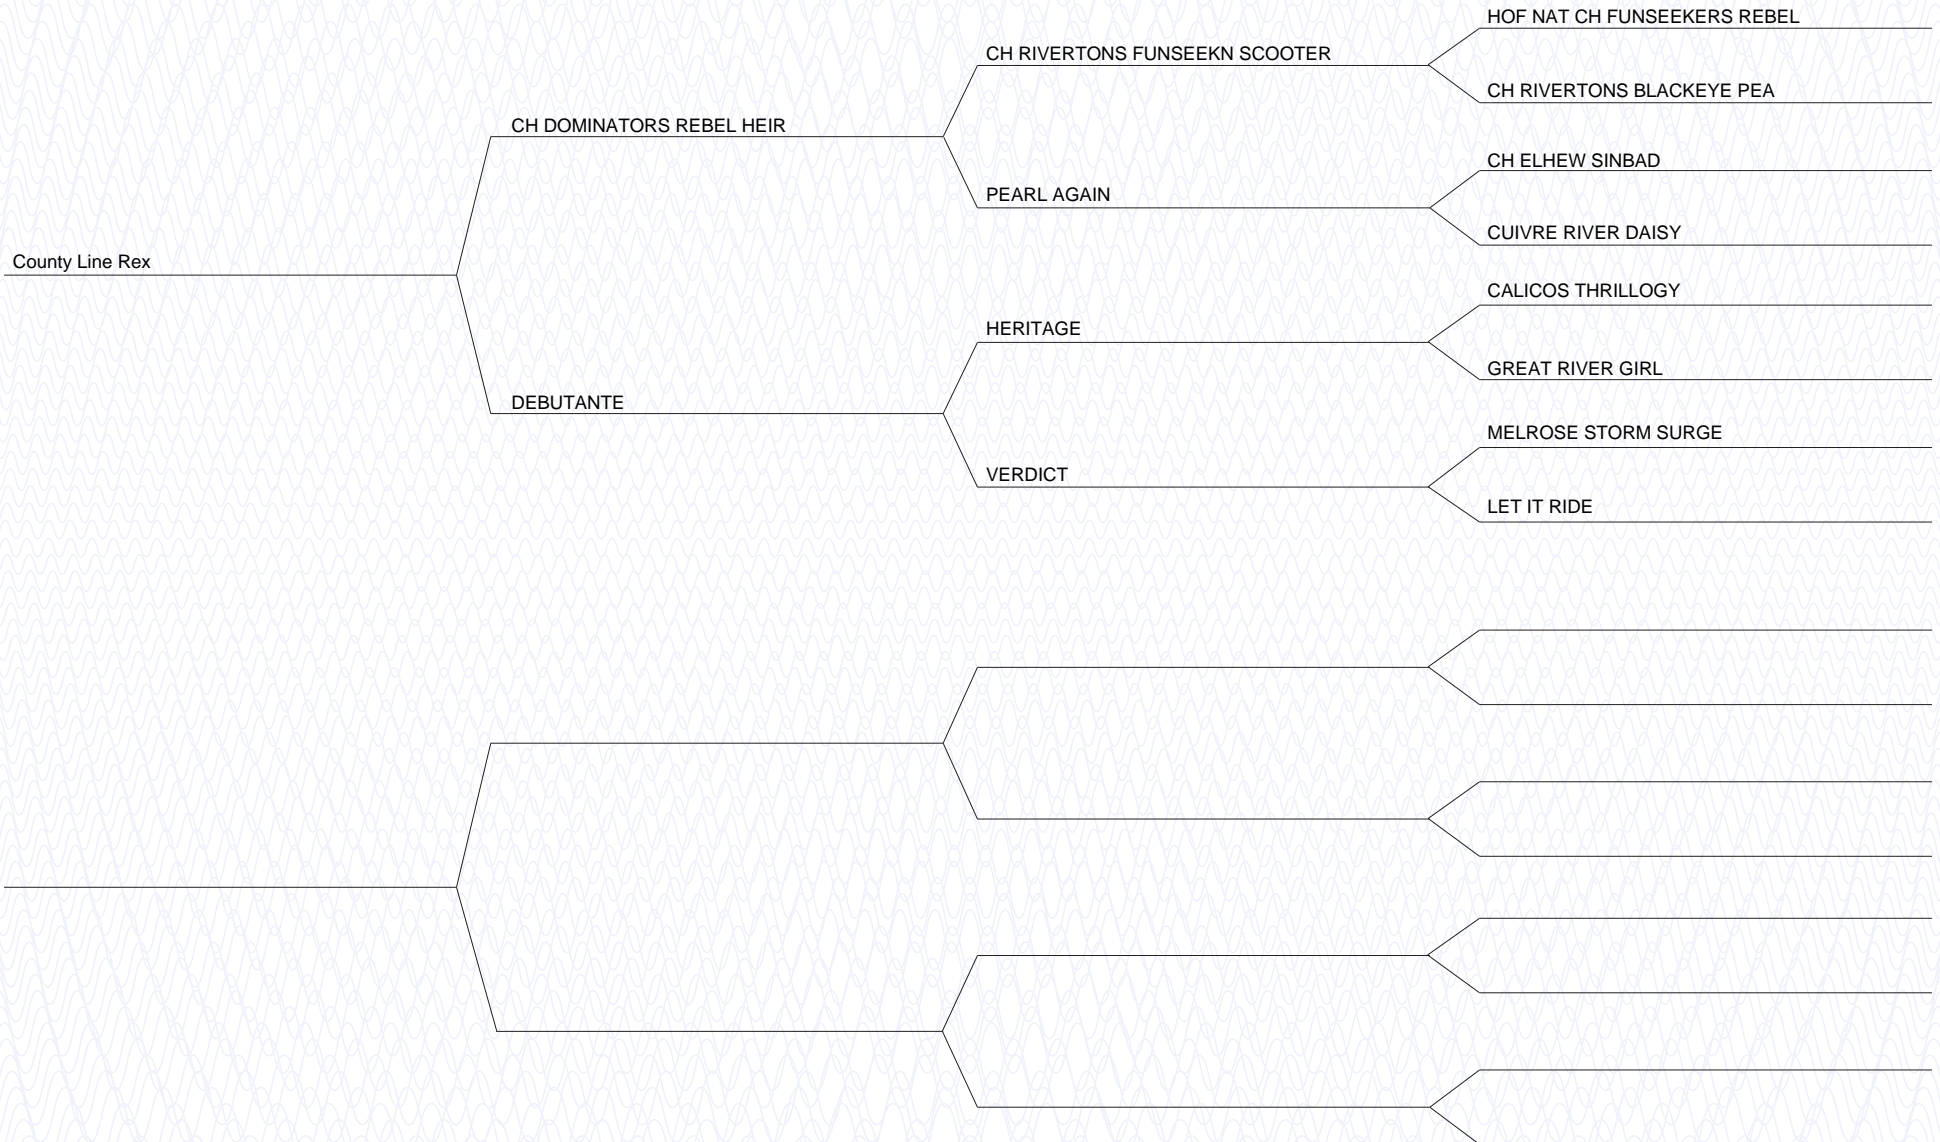 HOF NAT CH FUNSEEKERS REBEL
CH RIVERTONS FUNSEEKN SCOOTER
CH RIVERTONS BLACKEYE PEA
CH DOMINATORS REBEL HEIR
CH ELHEW SINBAD
PEARL AGAIN
CUIVRE RIVER DAISY
County Line Rex
CALICOS THRILLOGY
HERITAGE
GREAT RIVER GIRL
DEBUTANTE
MELROSE STORM SURGE
VERDICT
LET IT RIDE